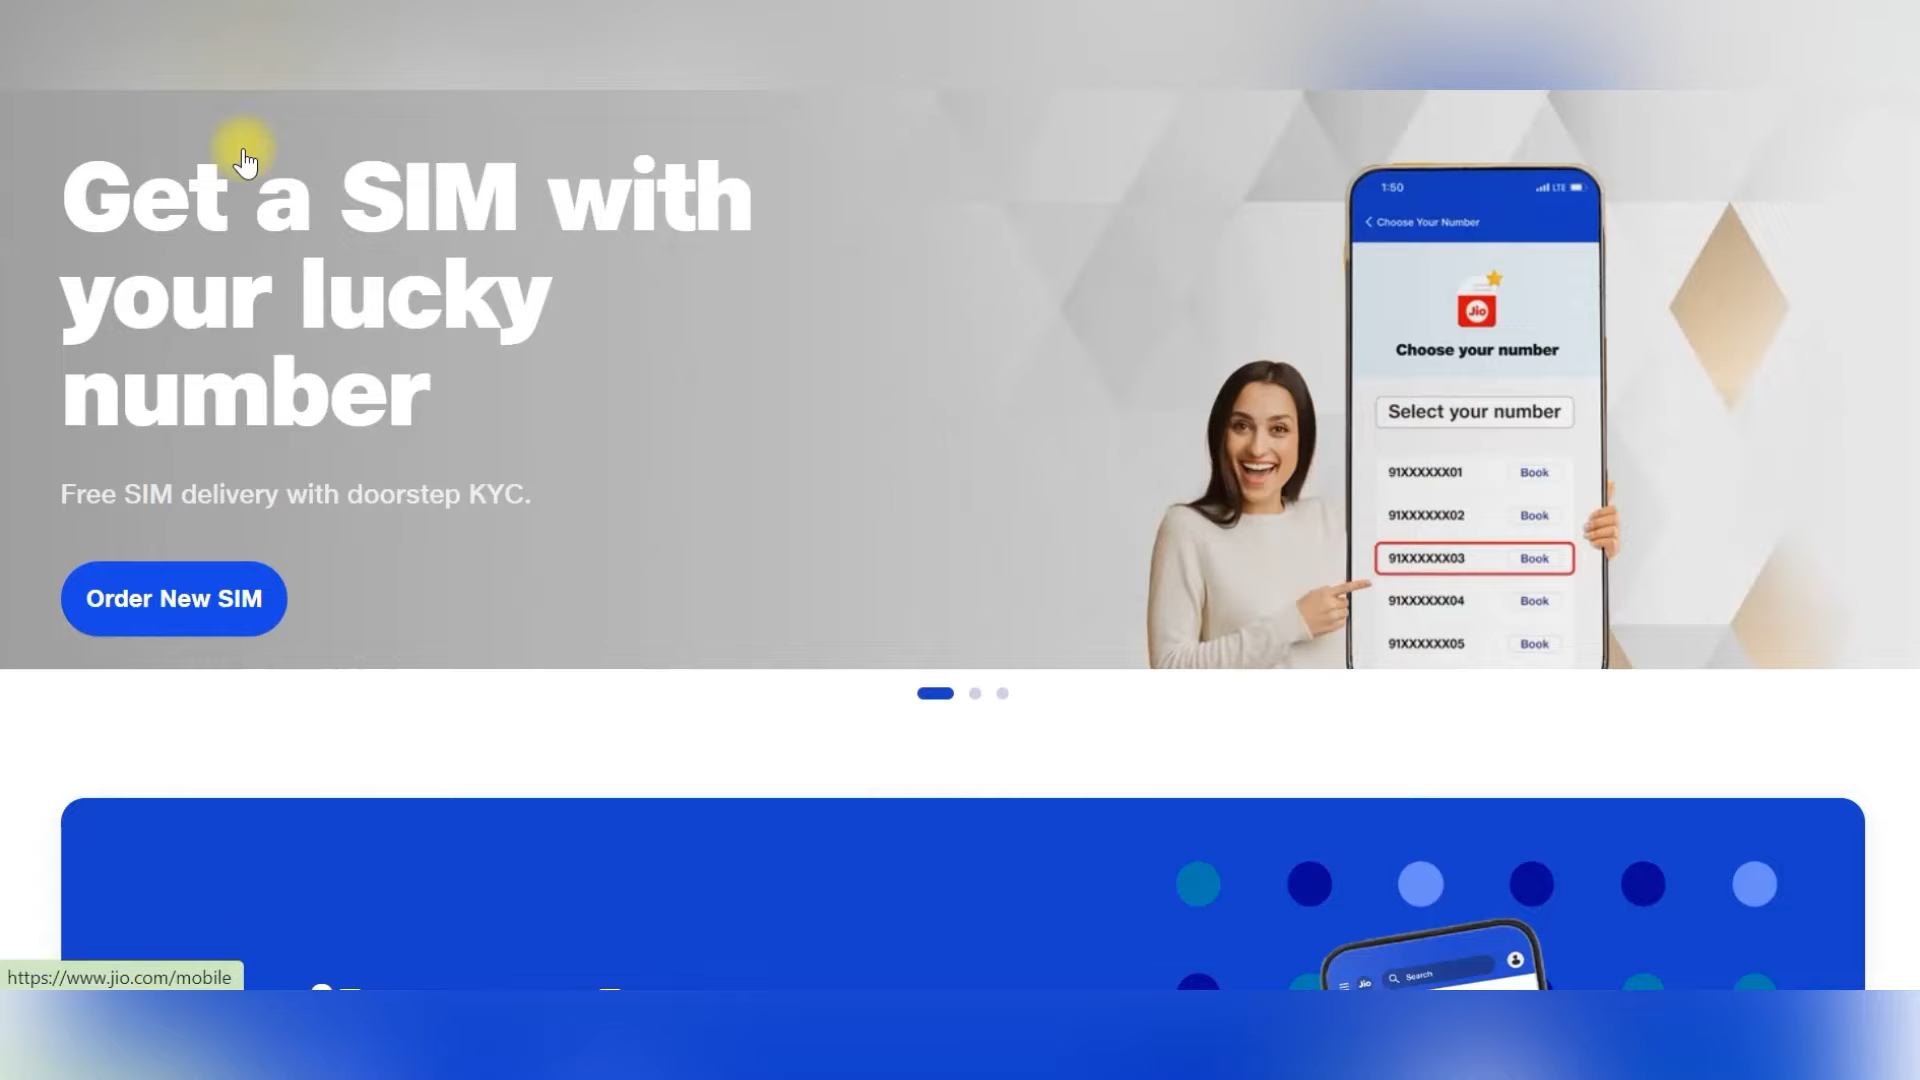 Get a SIM with
your lucky
number
Free SIM delivery with doorstep KYC.
Order New SIM
1:50
LTE
Choose Your Number
Jio
Choose your number
Select your number
91XXXXXX01 Book
91XXXXXX02 Book
91XXXXXX03 Book
91XXXXXX04 Book
91XXXXXX05 Book
Jio
Search
https://www.jio.com/mobile